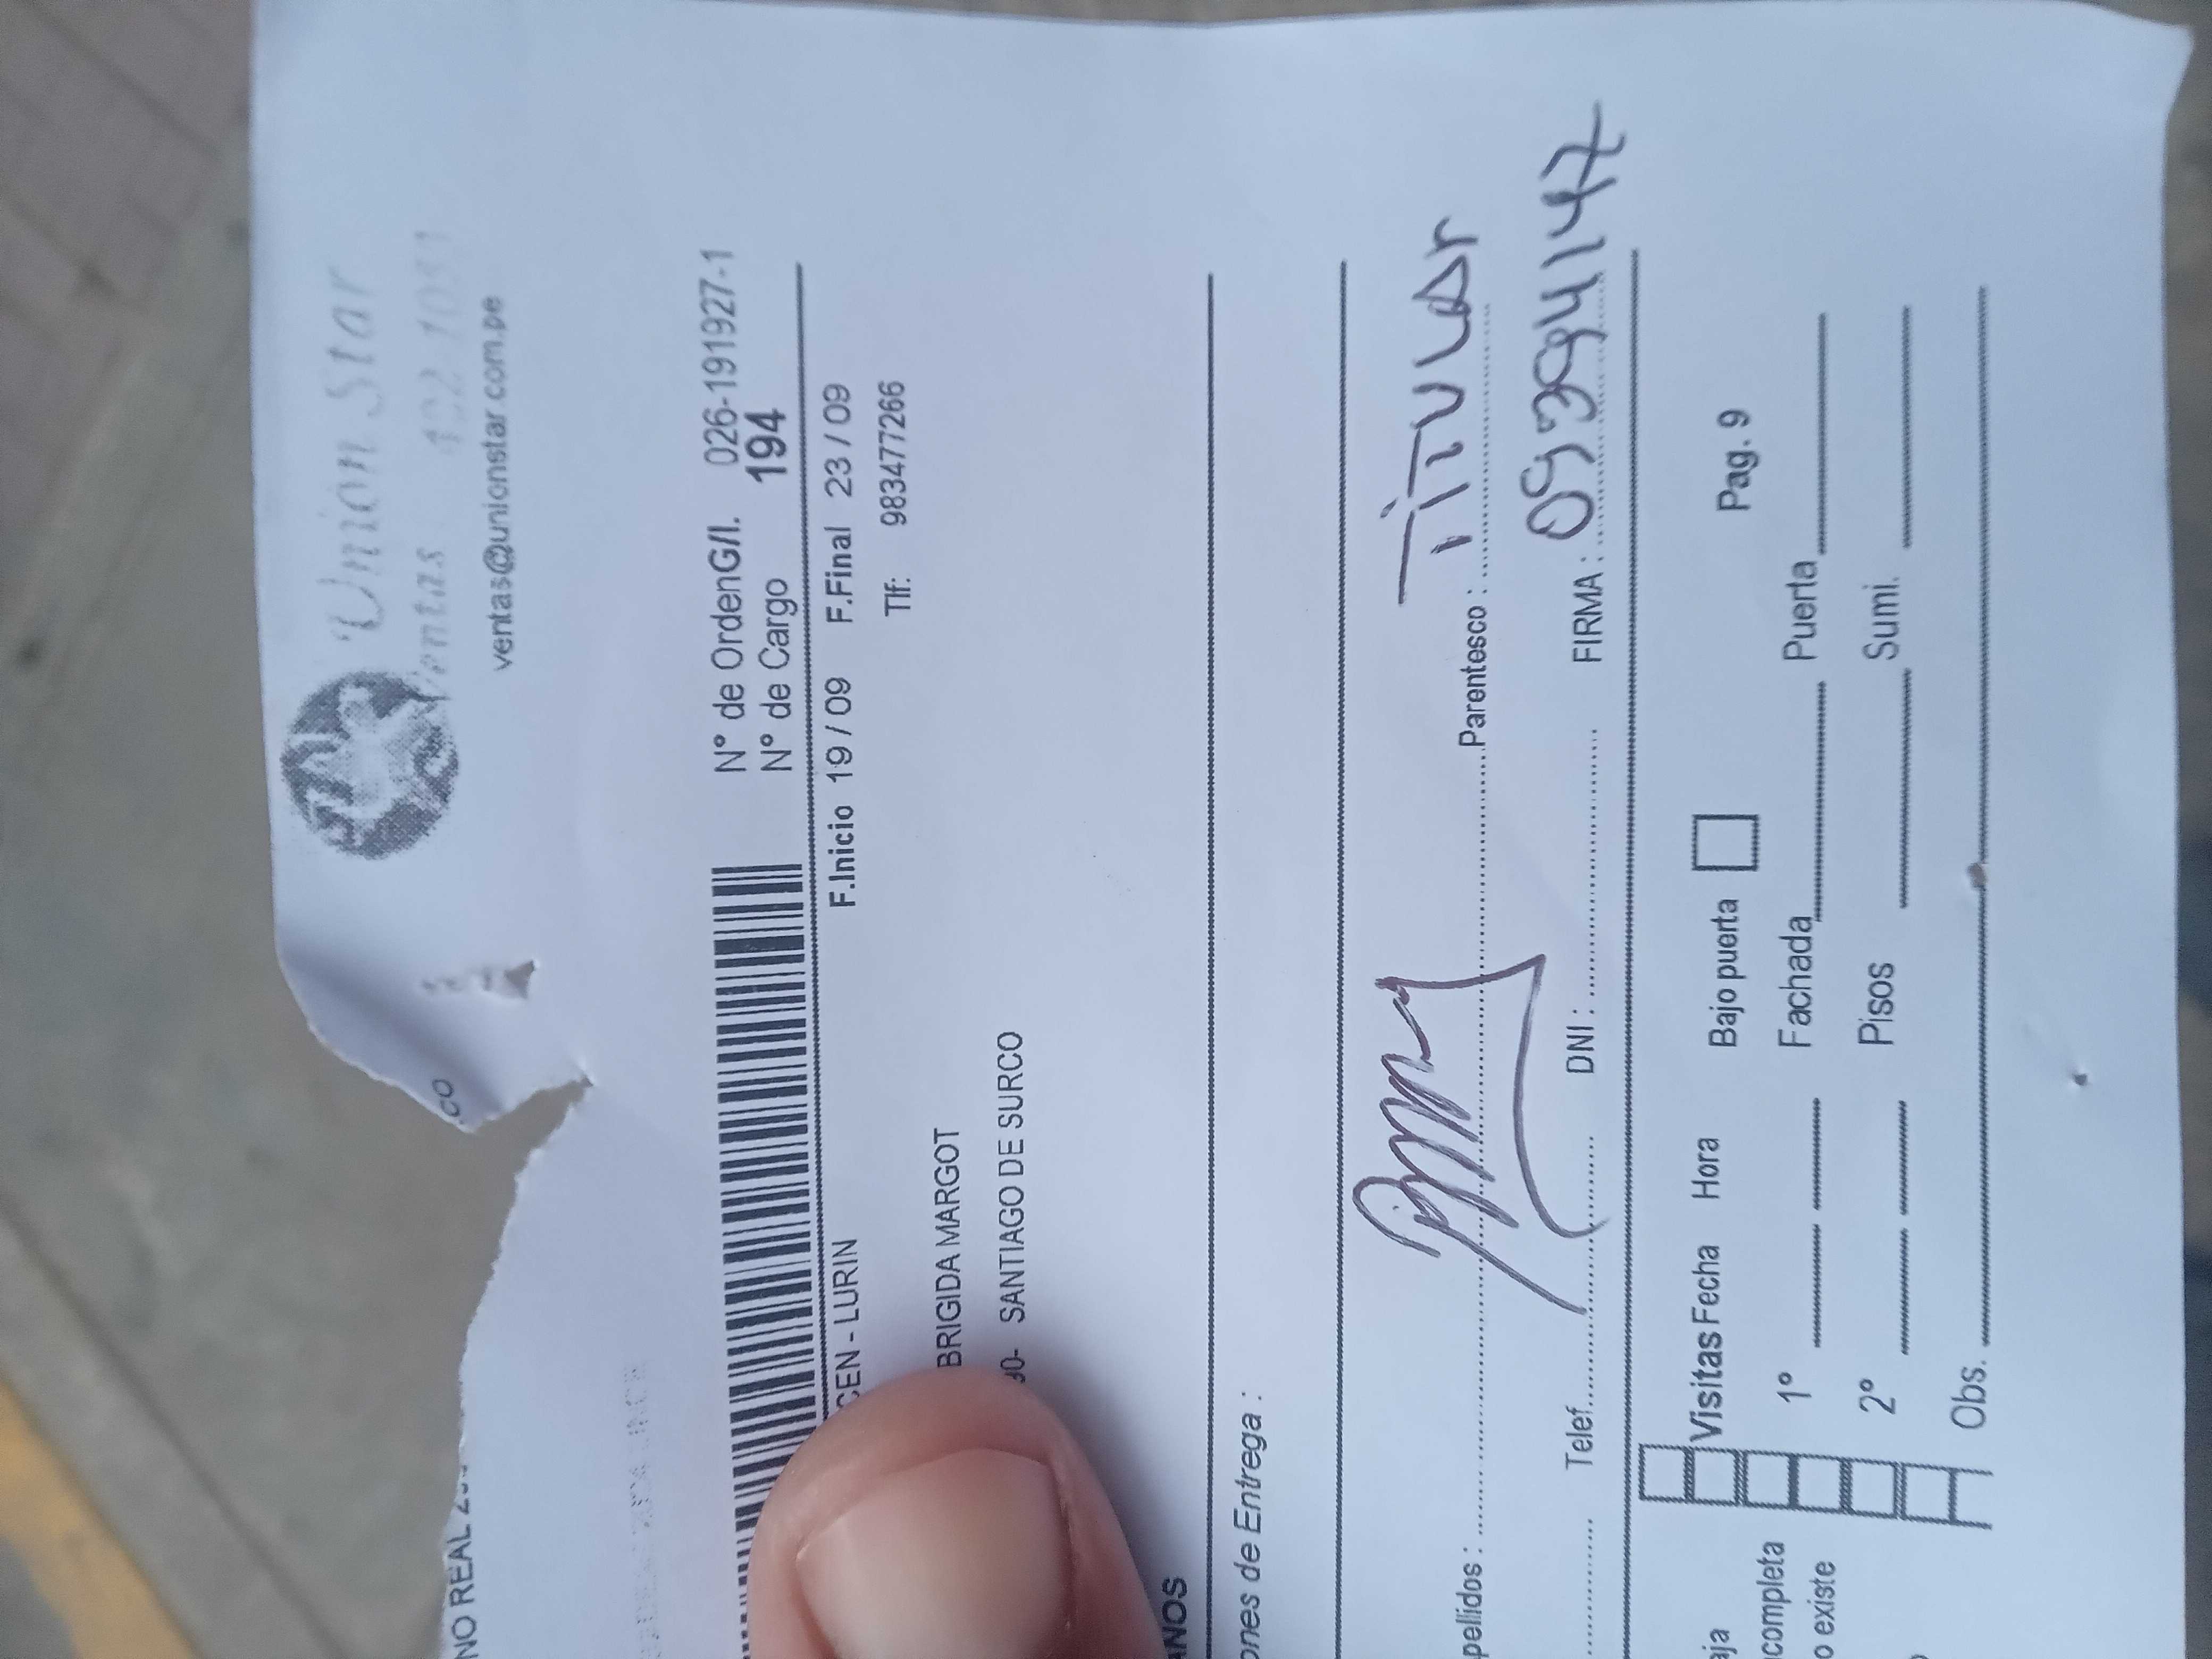 Union Star
Ventas
ventas@unionstar.com.pe
CO
NO REAL
N° de OrdenG/I. 026-191927-1
N° de Cargo 194
CEN - LURIN F.Inicio 19 / 09 F.Final 23 / 09
Tlf: 983477266
BRIGIDA MARGOT
SANTIAGO DE SURCO
ANOS
ones de Entrega :
pellidos : Parentesco : TITULAr
Telef. DNI : FIRMA :
aja Visitas Fecha Hora Bajo puerta Pag. 9
completa 1° Fachada Puerta
o existe 2° Pisos Sumi.
Obs.